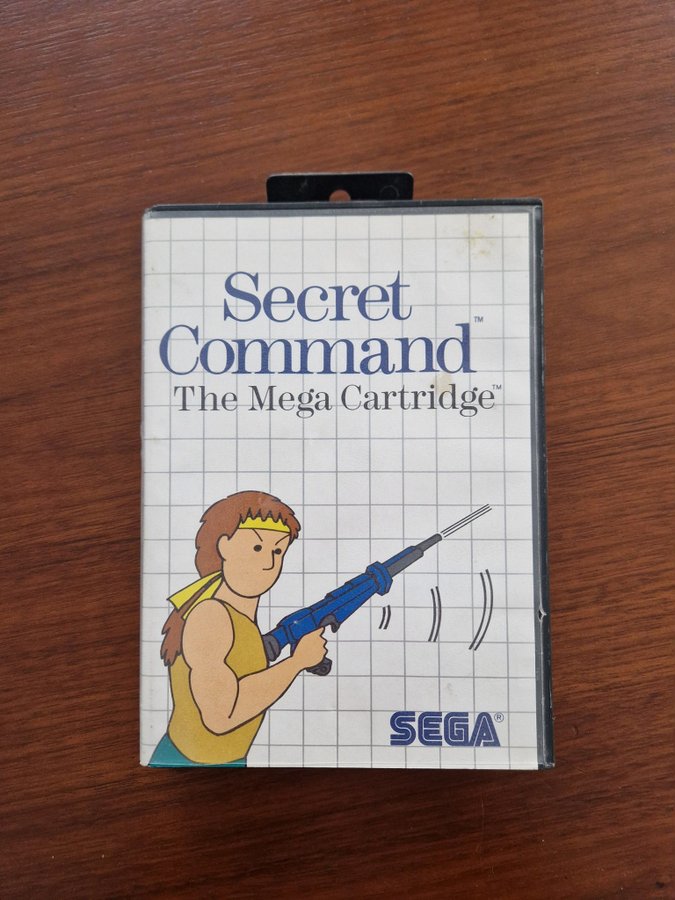 Secret
Command™
The Mega Cartridge™
SEGA®